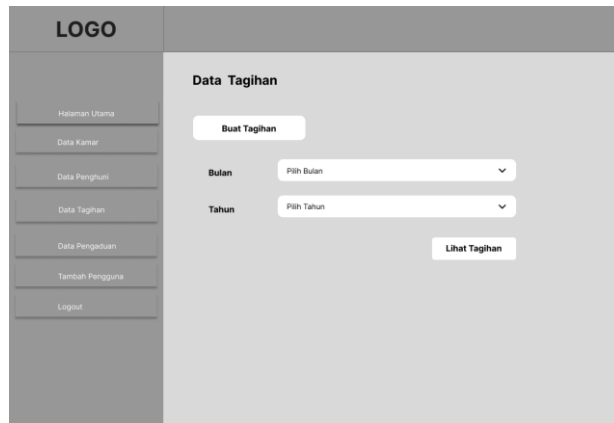 LOGO
Halaman Utama
Data Kamar
Data Penghuni
Data Tagihan
Data Pengaduan
Tambah Pengguna
Logout
Data Tagihan
Buat Tagihan
Bulan
Pilih Bulan
Tahun
Pilih Tahun
Lihat Tagihan